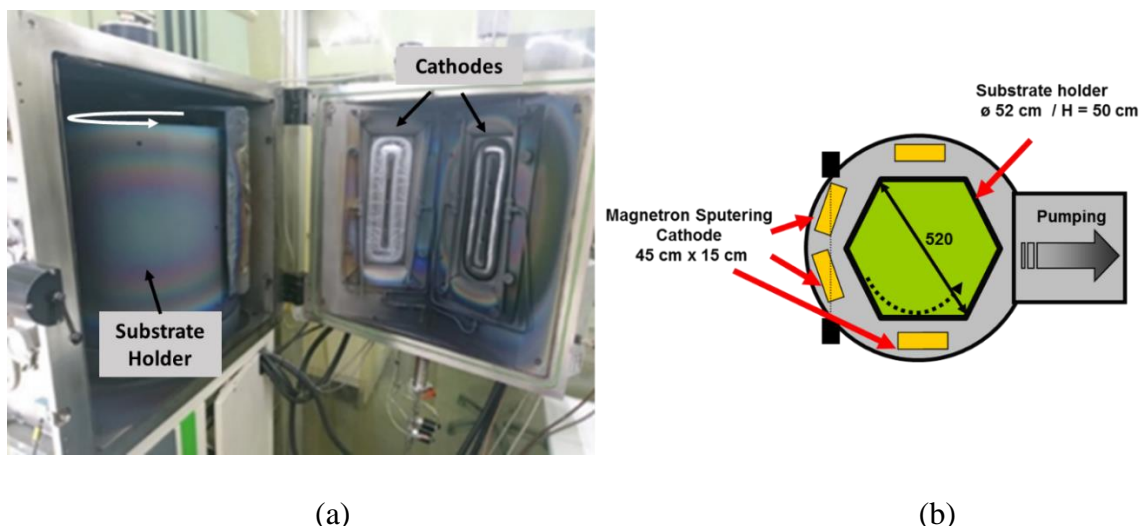 Cathodes
Substrate
Holder
Substrate holder
ø 52 cm / H = 50 cm
Magnetron Sputering
Cathode
45 cm x 15 cm
520
Pumping
(a)
(b)